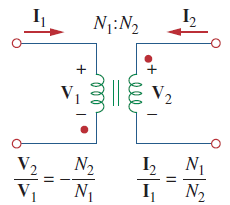 I₁ N₁:N₂ I₂
+ +
V₁ V₂
− −
V₂/V₁ = −N₂/N₁ I₂/I₁ = N₁/N₂